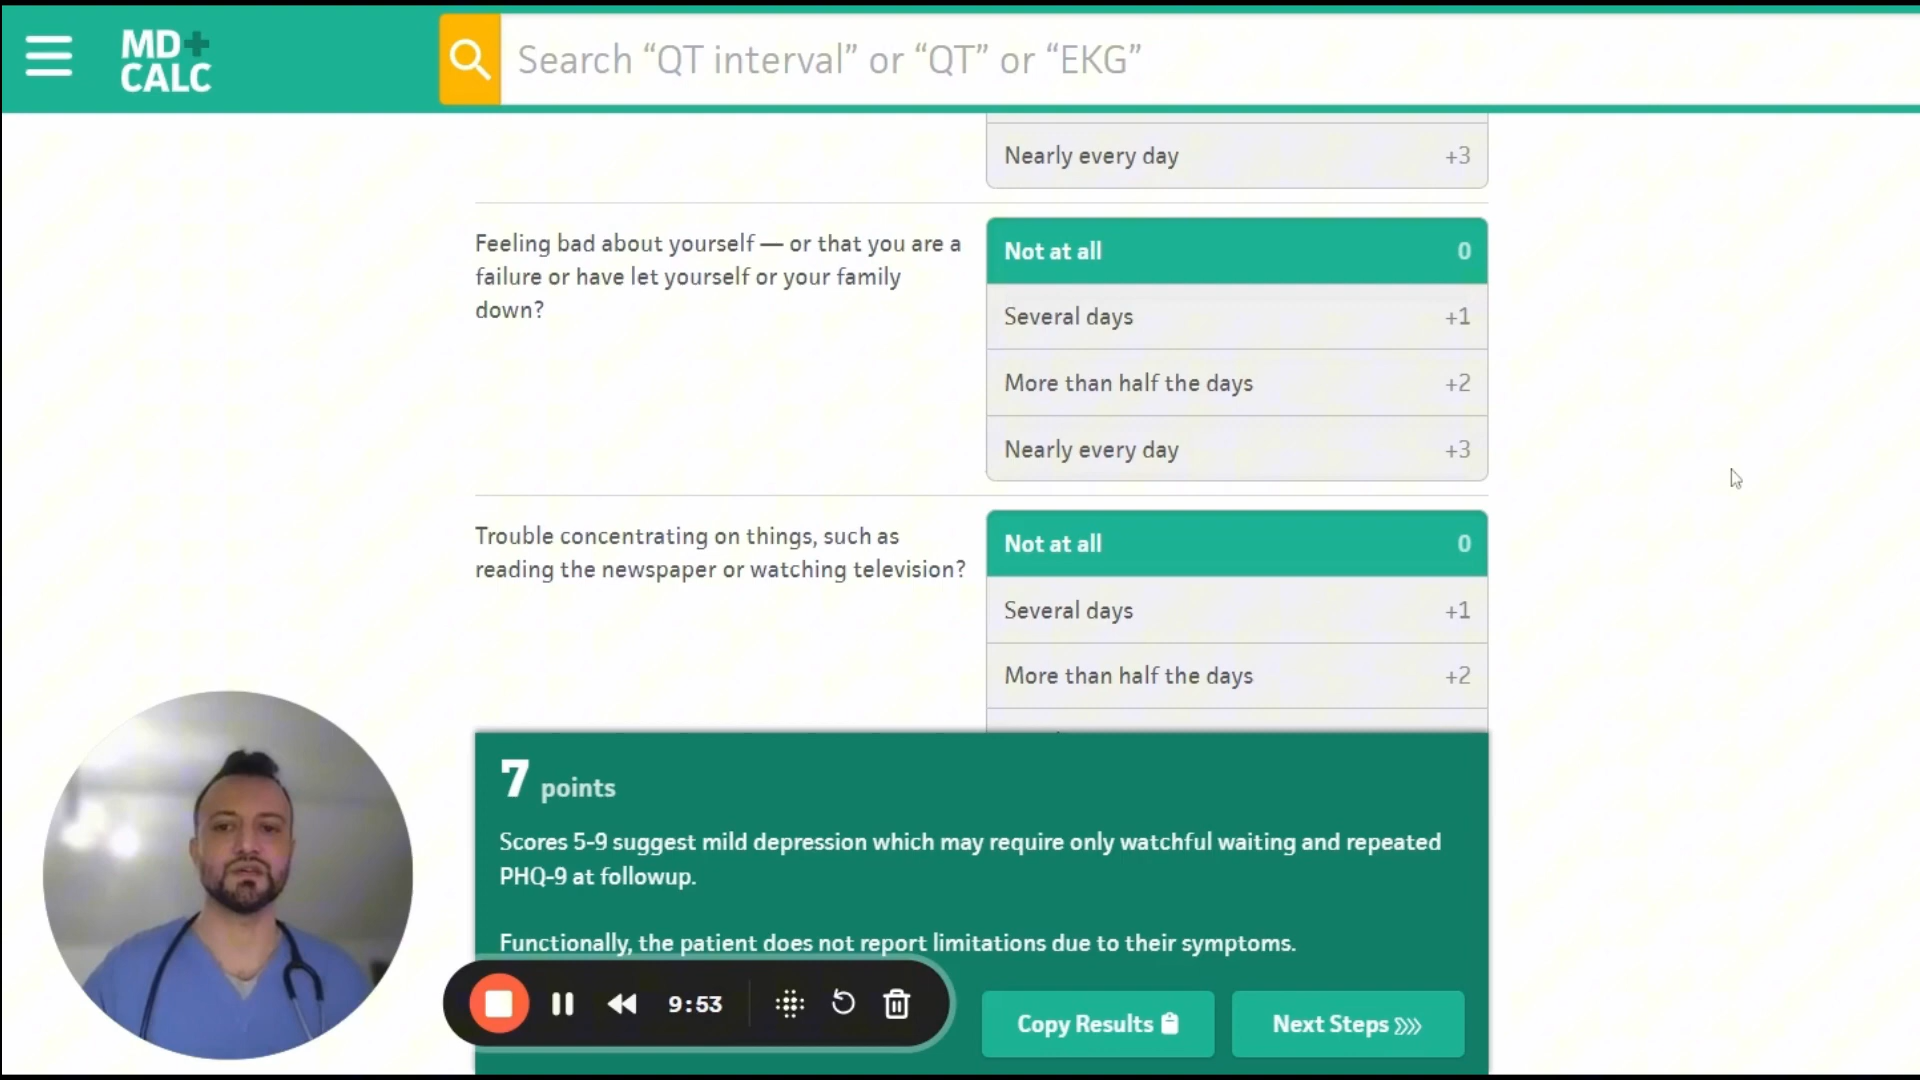 MD+
CALC
Search “QT interval” or “QT” or “EKG”
Nearly every day +3
Feeling bad about yourself — or that you are a
failure or have let yourself or your family
down?
Not at all 0
Several days +1
More than half the days +2
Nearly every day +3
Trouble concentrating on things, such as
reading the newspaper or watching television?
Not at all 0
Several days +1
More than half the days +2
7 points
Scores 5-9 suggest mild depression which may require only watchful waiting and repeated
PHQ-9 at followup.
Functionally, the patient does not report limitations due to their symptoms.
9:53
Copy Results
Next Steps